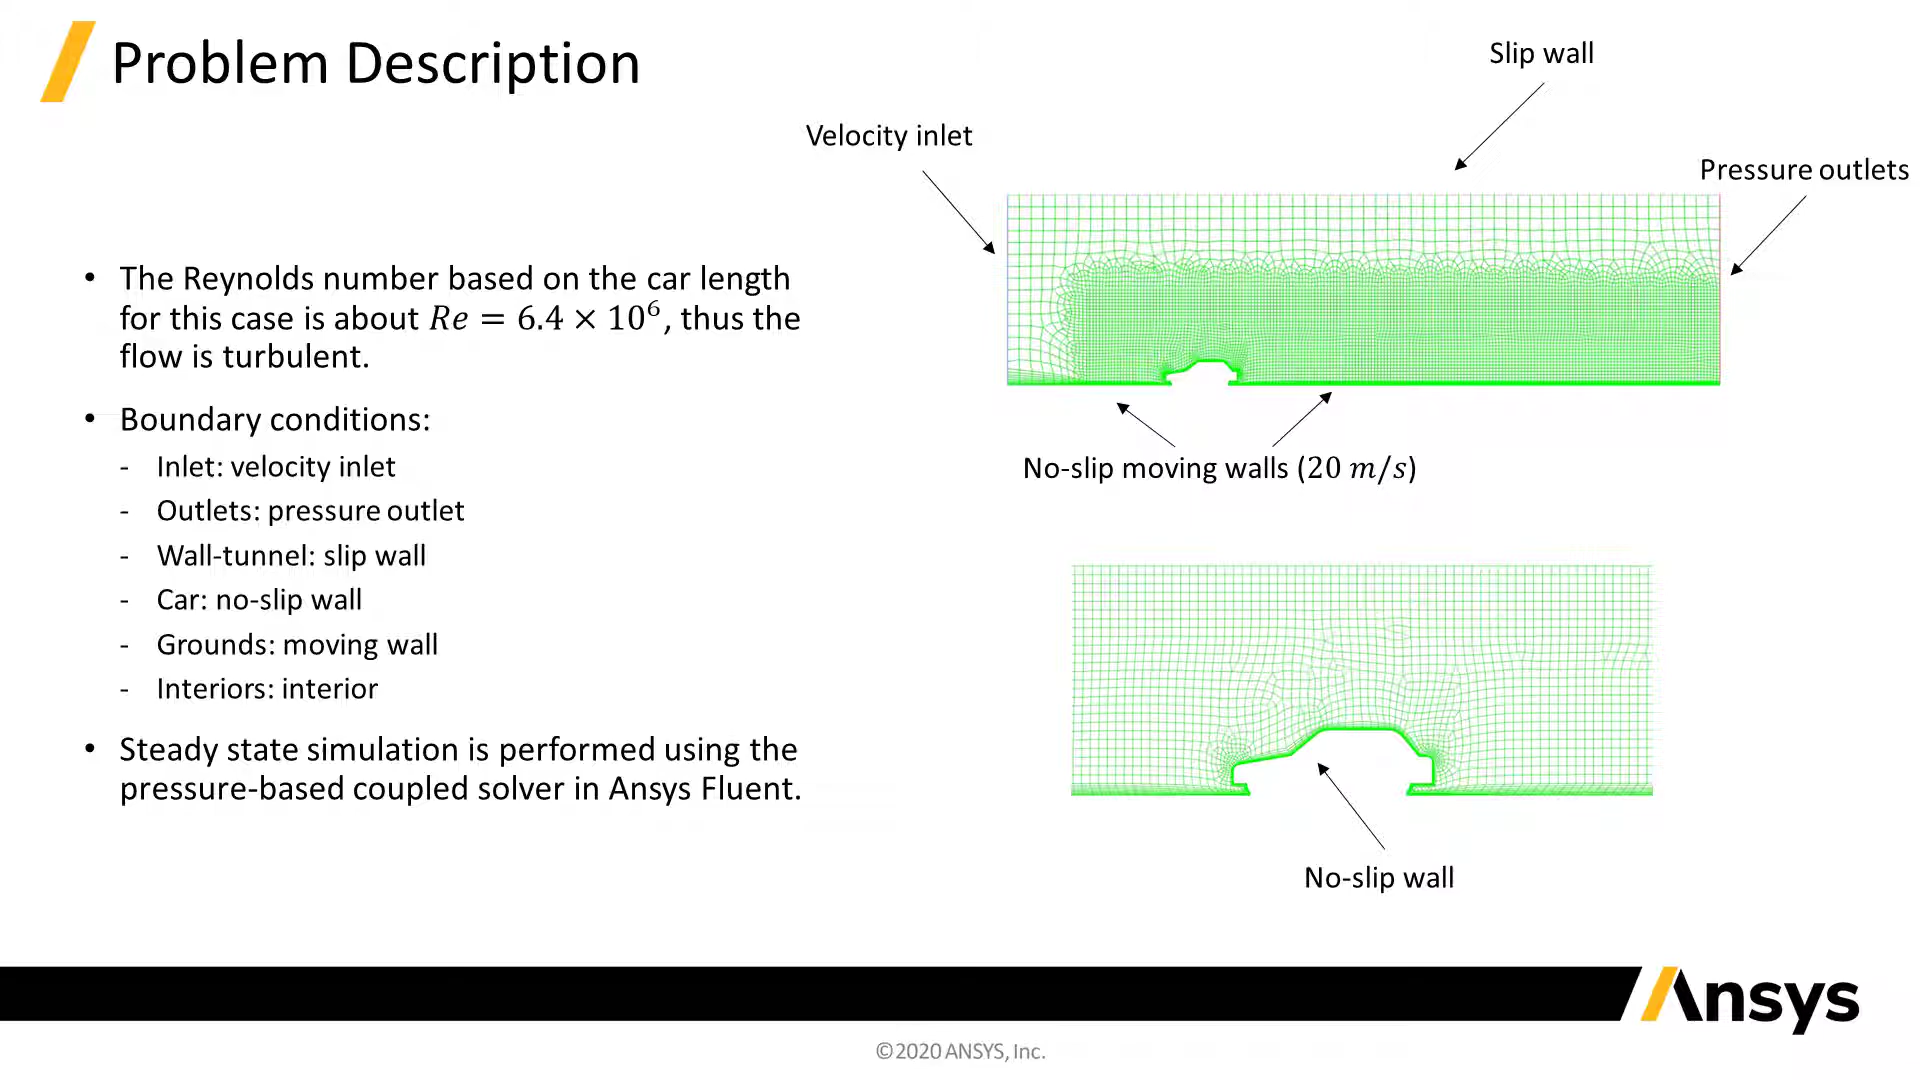 Problem Description
• The Reynolds number based on the car length
for this case is about 𝑅𝑒 = 6.4 × 10⁶, thus the
flow is turbulent.
• Boundary conditions:
- Inlet: velocity inlet
- Outlets: pressure outlet
- Wall-tunnel: slip wall
- Car: no-slip wall
- Grounds: moving wall
- Interiors: interior
• Steady state simulation is performed using the
pressure-based coupled solver in Ansys Fluent.
Slip wall
Velocity inlet
Pressure outlets
No-slip moving walls (20 𝑚/𝑠)
No-slip wall
Ansys
©2020 ANSYS, Inc.